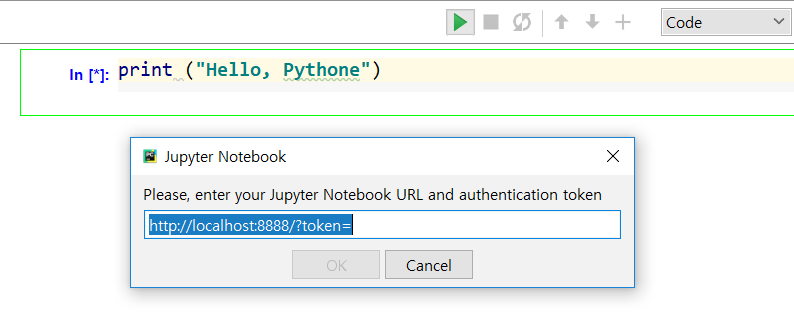 Code
In [*]: print ("Hello, Pythone")
Jupyter Notebook
Please, enter your Jupyter Notebook URL and authentication token
http://localhost:8888/?token=
OK Cancel